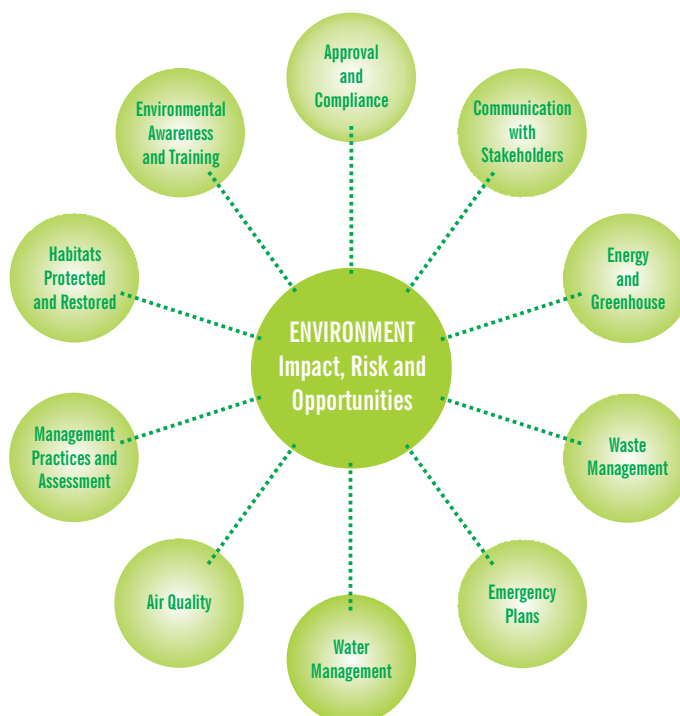 Approval
and
Compliance
Communication
with
Stakeholders
Energy
and
Greenhouse
Waste
Management
Emergency
Plans
Water
Management
Air Quality
Management
Practices and
Assessment
Habitats
Protected
and Restored
Environmental
Awareness
and Training
ENVIRONMENT
Impact, Risk and
Opportunities